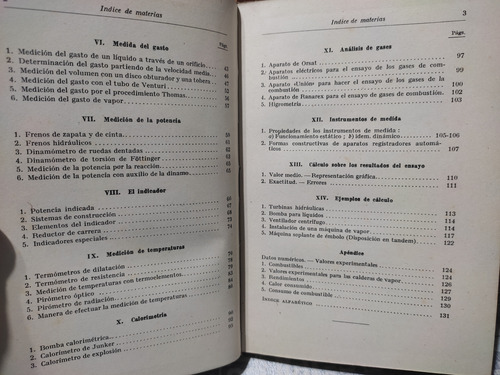 Indice de materias
Pág.
VI. Medida del gasto
1. Medición del gasto de un líquido a través de un orificio
2. Determinación del gasto partiendo de la velocidad media
3. Medición del volumen con un disco obturador y una tobera
4. Medición del gasto con el tubo de Venturi
5. Medición del gasto por el procedimiento Thomas
6. Medición del gasto de vapor
VII. Medición de la potencia
1. Frenos de zapata y de cinta
2. Frenos hidráulicos
3. Dinamómetro de ruedas dentadas
4. Dinamómetro de torsión de Föttinger
5. Medición de la potencia por la reacción
6. Medición de la potencia con auxilio de la dinamo
VIII. El indicador
1. Potencia indicada
2. Sistemas de construcción
3. Elementos del indicador
4. Reductor de carrera
5. Indicadores especiales
IX. Medición de temperaturas
1. Termómetros de dilatación
2. Termómetro de resistencia
3. Medición de temperaturas con termoelementos
4. Pirómetro óptico
5. Pirómetro de radiación
6. Manera de efectuar la medición de temperaturas
X. Calorimetría
1. Bomba calorimétrica
2. Calorímetro de Junker
3. Calorímetro de explosión
Indice de materias 3
Pág.
XI. Análisis de gases
1. Aparato de Orsat 97
2. Aparatos eléctricos para el ensayo de los gases de combustión 99
3. Aparato «Unión» para hacer el ensayo de los gases de la combustión 100
4. Aparato de Ranarex para el ensayo de gases de combustión 102
5. Higrometría 103
XII. Instrumentos de medida
1. Propiedades de los instrumentos de medida:
a) Funcionamiento estático; b) idem. dinámico 105-106
2. Formas constructivas de aparatos registradores automáticos 107
XIII. Cálculo sobre los resultados del ensayo
1. Valor medio. — Representación gráfica 110
2. Exactitud. — Errores 111
XIV. Ejemplos de cálculo
1. Turbinas hidráulicas 113
2. Bomba para líquidos 114
3. Ventilador centrífugo 114
4. Instalación de una máquina de vapor 117
5. Máquina soplante de émbolo (Disposición en tandem) 122
Apéndice
Datos numéricos. — Valores experimentales 124
1. Combustibles 124
2. Valores experimentales para las calderas de vapor 126
3. Rendimientos 127
4. Calor consumido 129
5. Consumo de combustible 130
INDICE ALFABÉTICO 131